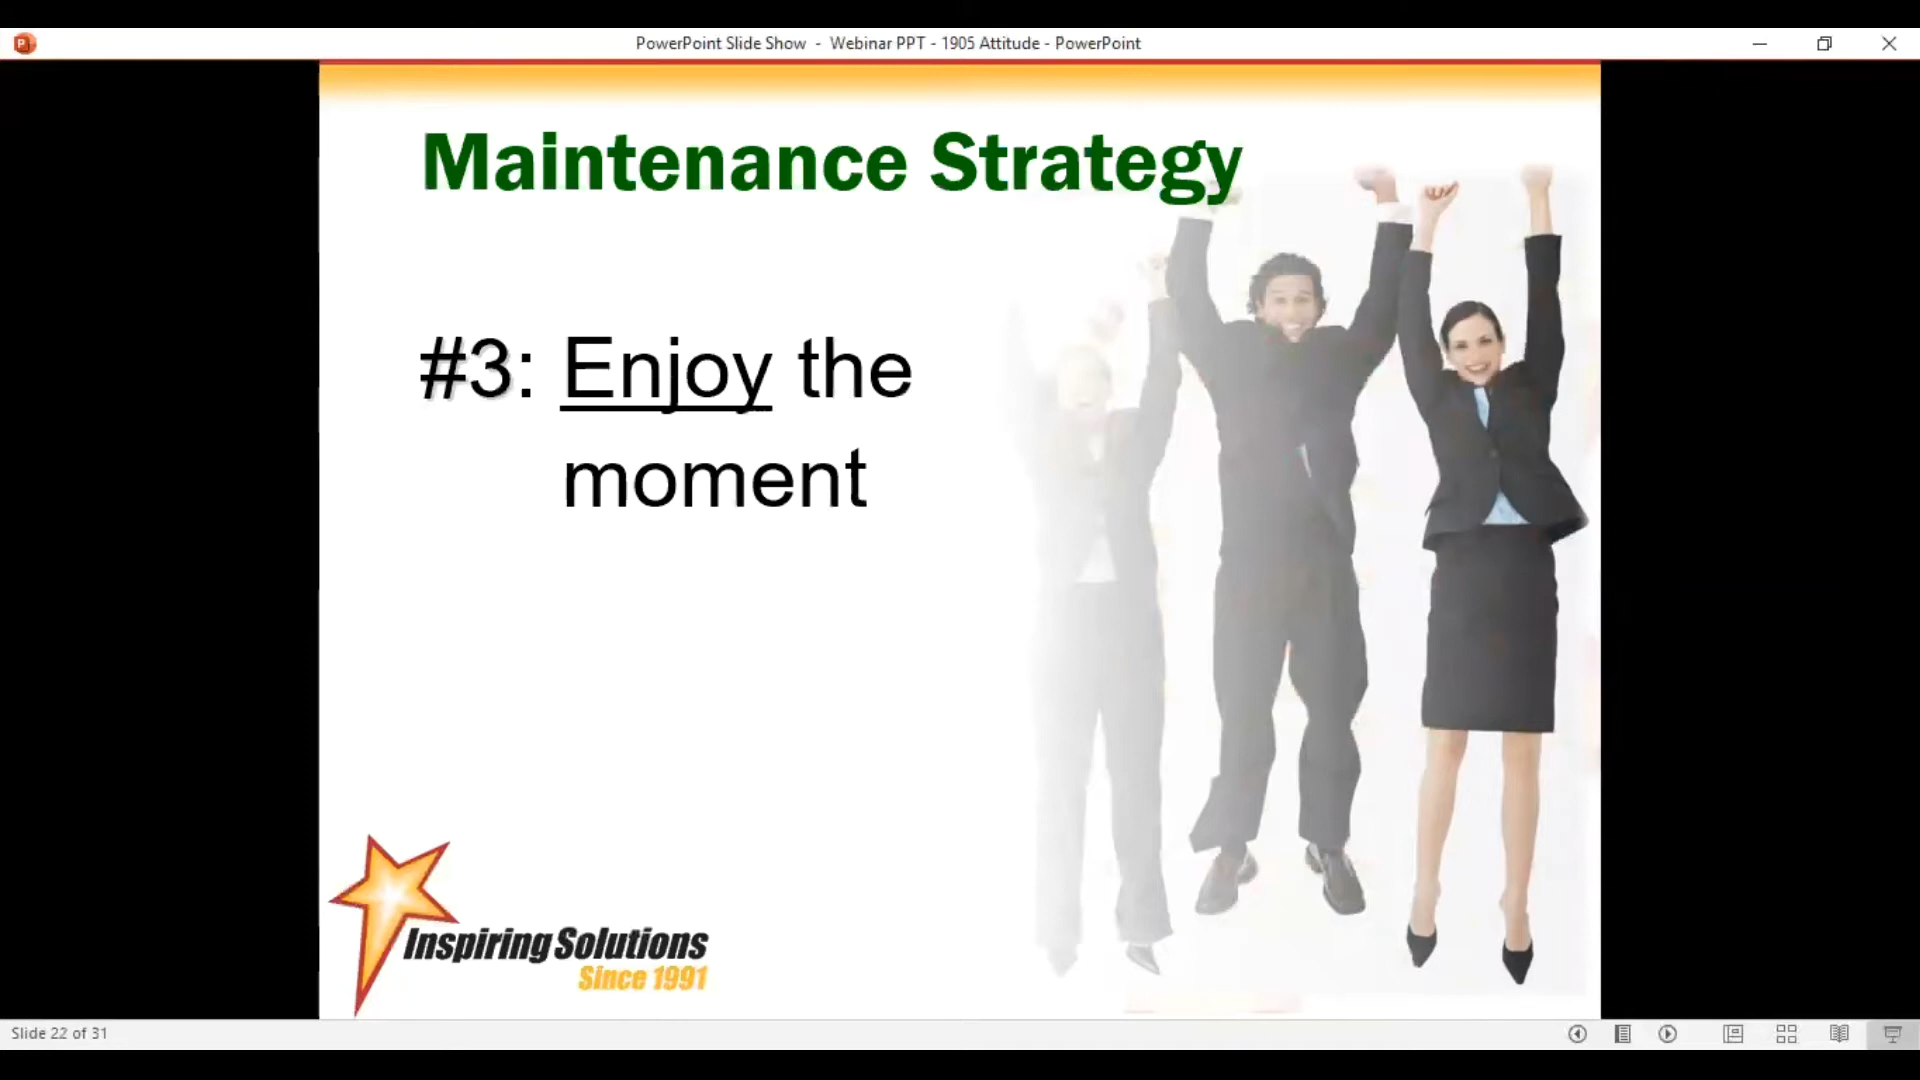 PowerPoint Slide Show - Webinar PPT - 1905 Attitude - PowerPoint
Maintenance Strategy
#3: Enjoy the
moment
Inspiring Solutions
Since 1991
Slide 22 of 31